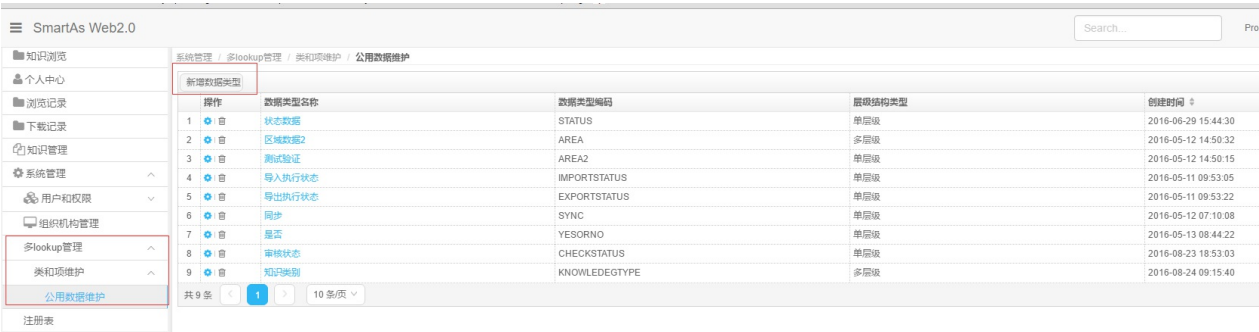 SmartAs Web2.0
Search...
Pro
知识浏览
个人中心
浏览记录
下载记录
知识管理
系统管理
用户和权限
组织机构管理
多lookup管理
类和项维护
公用数据维护
注册表
系统管理 / 多lookup管理 / 类和项维护 / 公用数据维护
新增数据类型
操作 数据类型名称 数据类型编码 层级结构类型 创建时间
1 状态数据 STATUS 单层级 2016-06-29 15:44:30
2 区域数据2 AREA 多层级 2016-05-12 14:50:32
3 测试验证 AREA2 单层级 2016-05-12 14:50:15
4 导入执行状态 IMPORTSTATUS 单层级 2016-05-11 09:53:05
5 导出执行状态 EXPORTSTATUS 单层级 2016-05-11 09:53:22
6 同步 SYNC 单层级 2016-05-12 07:10:08
7 是否 YESORNO 单层级 2016-05-13 08:44:22
8 审核状态 CHECKSTATUS 单层级 2016-08-23 18:53:03
9 知识类别 KNOWLEDEGTYPE 多层级 2016-08-24 09:15:40
共 9 条 1 10 条/页